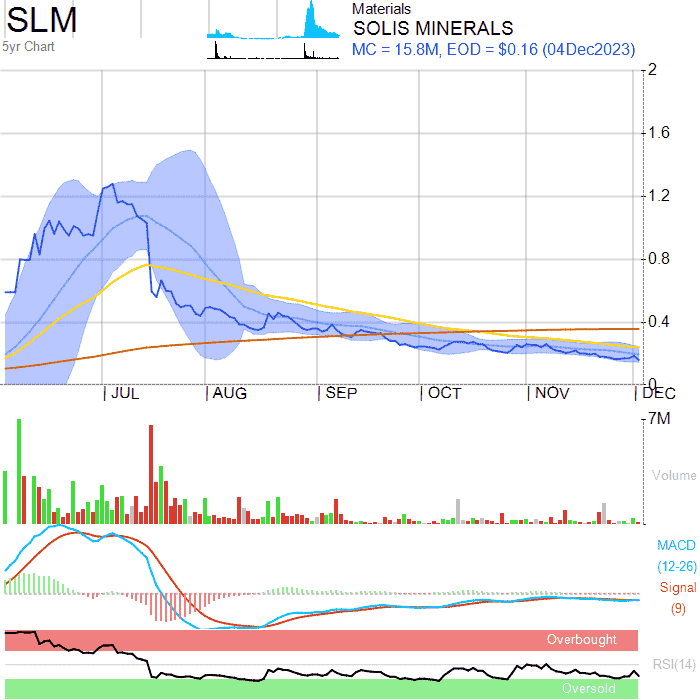 SLM
5yr Chart
Materials
SOLIS MINERALS
MC = 15.8M, EOD = $0.16 (04Dec2023)
2
1.6
1.2
0.8
0.4
0
JUL AUG SEP OCT NOV DEC
7M
Volume
MACD
(12-26)
Signal
(9)
Overbought
RSI(14)
Oversold